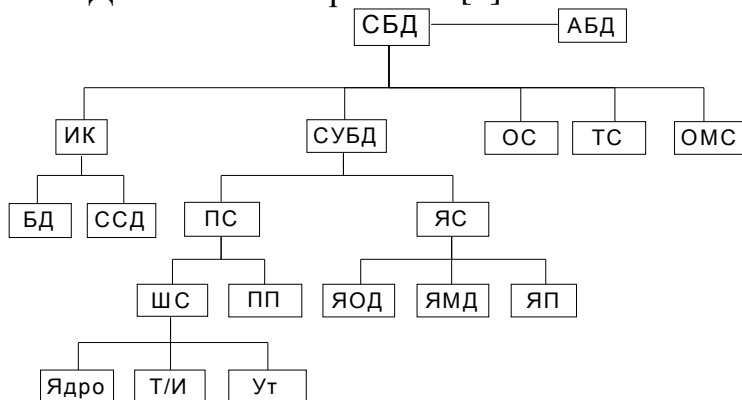 СБД АБД
ИК СУБД ОС ТС ОМС
БД ССД ПС ЯС
ШС ПП ЯОД ЯМД ЯП
Ядро Т/И Ут